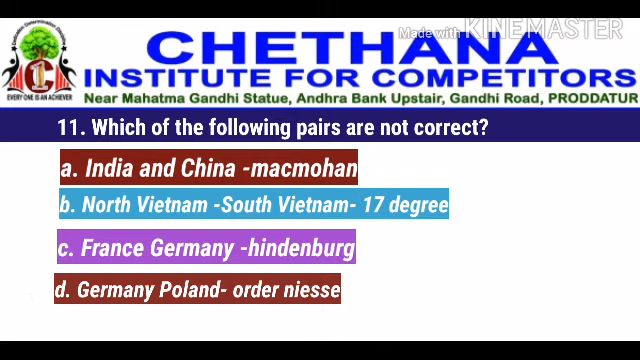 Made with KINEMASTER
CHETHANA
INSTITUTE FOR COMPETITORS
EVERY ONE IS AN ACHIEVER
Near Mahatma Gandhi Statue, Andhra Bank Upstair, Gandhi Road, PRODDATUR
11. Which of the following pairs are not correct?
a. India and China -macmohan
b. North Vietnam -South Vietnam- 17 degree
c. France Germany -hindenburg
d. Germany Poland- order niesse